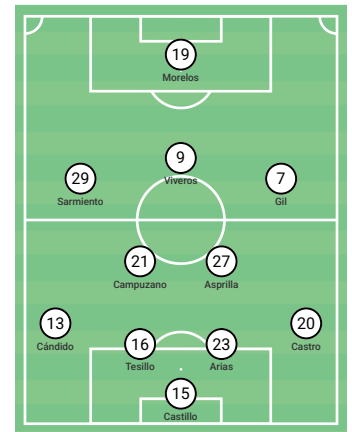 19
Morelos
9
Viveros
29
Sarmiento
7
Gil
21
Campuzano
27
Asprilla
13
Cándido
20
Castro
16
Tesillo
23
Arias
15
Castillo